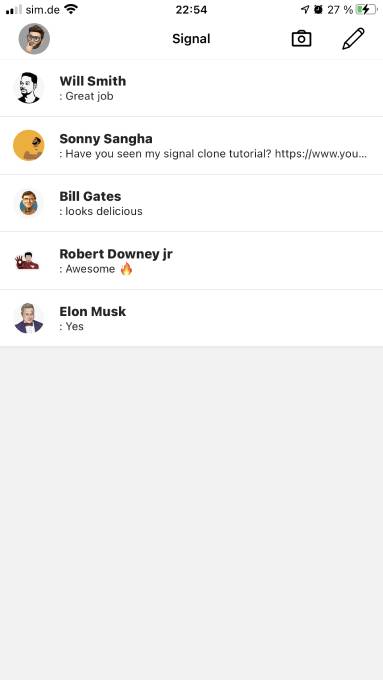 sim.de 22:54 27 %
Signal
Will Smith
: Great job
Sonny Sangha
: Have you seen my signal clone tutorial? https://www.you...
Bill Gates
: looks delicious
Robert Downey jr
: Awesome 🔥
Elon Musk
: Yes